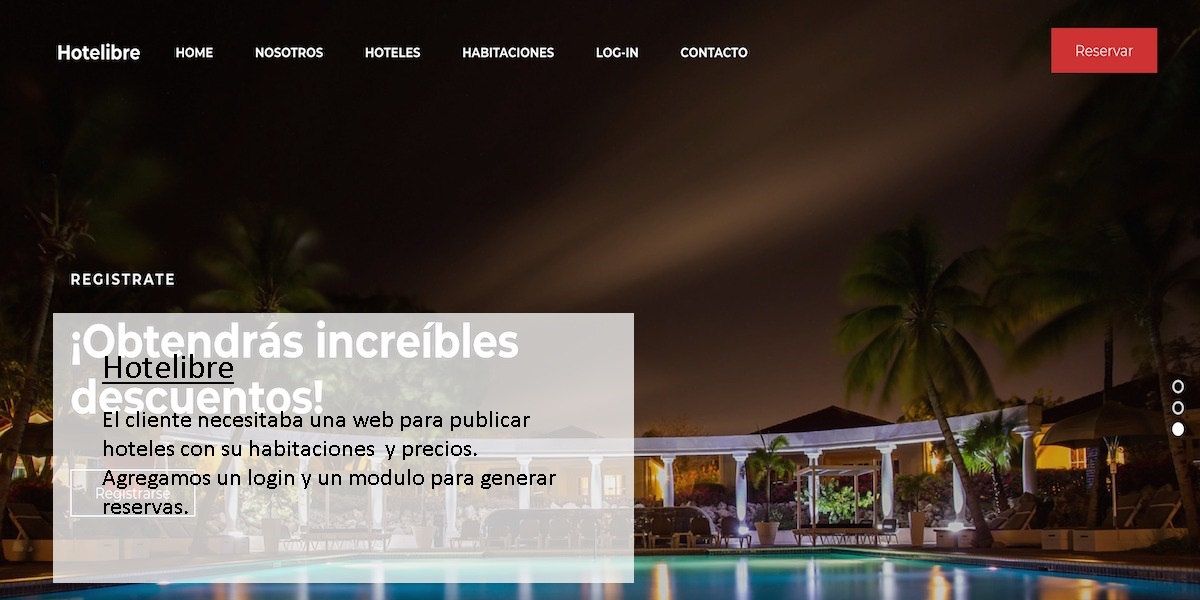 Hotelibre HOME NOSOTROS HOTELES HABITACIONES LOG-IN CONTACTO Reservar
REGISTRATE
¡Obtendrás increíbles
descuentos!
Registrarse
Hotelibre
El cliente necesitaba una web para publicar
hoteles con su habitaciones y precios.
Agregamos un login y un modulo para generar
reservas.